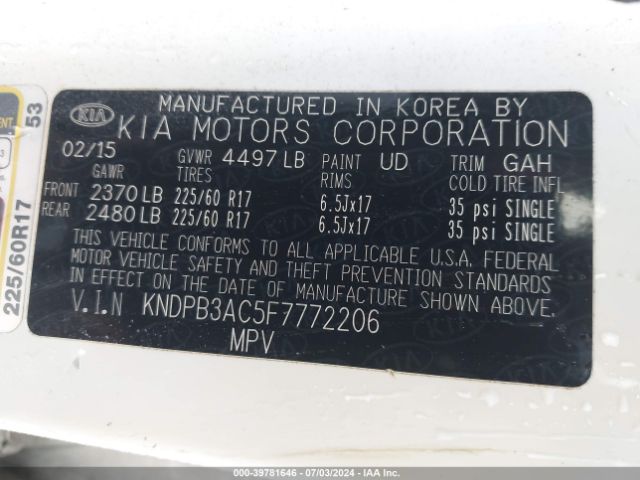 MANUFACTURED IN KOREA BY
KIA KIA MOTORS CORPORATION
02/15 GVWR 4497 LB PAINT UD TRIM GAH
GAWR TIRES RIMS COLD TIRE INFL
FRONT 2370 LB 225/60 R17 6.5Jx17 35 psi SINGLE
REAR 2480 LB 225/60 R17 6.5Jx17 35 psi SINGLE
THIS VEHICLE CONFORMS TO ALL APPLICABLE U.S.A. FEDERAL
MOTOR VEHICLE SAFETY AND THEFT PREVENTION STANDARDS
IN EFFECT ON THE DATE OF MANUFACTURE SHOWN ABOVE.
V.I.N KNDPB3AC5F7772206
MPV
53
225/60R17
000-39781646 - 07/03/2024 - IAA Inc.